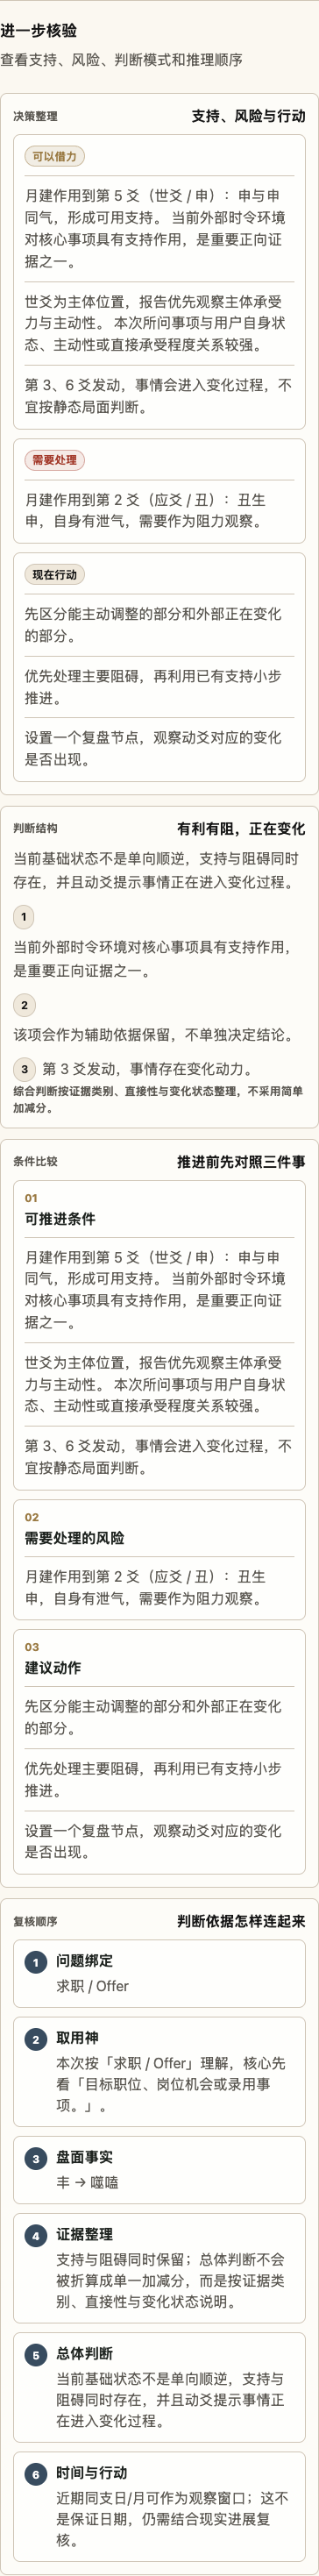 进一步核验
查看支持、风险、判断模式和推理顺序
决策整理
支持、风险与行动
可以借力
月建作用到第 5 爻（世爻 / 申）：申与申
同气，形成可用支持。 当前外部时令环境
对核心事项具有支持作用，是重要正向证
据之一。
世爻为主体位置，报告优先观察主体承受
力与主动性。 本次所问事项与用户自身状
态、主动性或直接承受程度关系较强。
第 3、6 爻发动，事情会进入变化过程，不
宜按静态局面判断。
需要处理
月建作用到第 2 爻（应爻 / 丑）：丑生
申，自身有泄气，需要作为阻力观察。
现在行动
先区分能主动调整的部分和外部正在变化
的部分。
优先处理主要阻碍，再利用已有支持小步
推进。
设置一个复盘节点，观察动爻对应的变化
是否出现。
判断结构
有利有阻，正在变化
当前基础状态不是单向顺逆，支持与阻碍同时
存在，并且动爻提示事情正在进入变化过程。
1
当前外部时令环境对核心事项具有支持作用，
是重要正向证据之一。
2
该项会作为辅助依据保留，不单独决定结论。
3 第 3 爻发动，事情存在变化动力。
综合判断按证据类别、直接性与变化状态整理，不采用简单
加减分。
条件比较
推进前先对照三件事
01
可推进条件
月建作用到第 5 爻（世爻 / 申）：申与申
同气，形成可用支持。 当前外部时令环境
对核心事项具有支持作用，是重要正向证
据之一。
世爻为主体位置，报告优先观察主体承受
力与主动性。 本次所问事项与用户自身状
态、主动性或直接承受程度关系较强。
第 3、6 爻发动，事情会进入变化过程，不
宜按静态局面判断。
02
需要处理的风险
月建作用到第 2 爻（应爻 / 丑）：丑生
申，自身有泄气，需要作为阻力观察。
03
建议动作
先区分能主动调整的部分和外部正在变化
的部分。
优先处理主要阻碍，再利用已有支持小步
推进。
设置一个复盘节点，观察动爻对应的变化
是否出现。
复核顺序
判断依据怎样连起来
1 问题绑定
求职 / Offer
2 取用神
本次按「求职 / Offer」理解，核心先
看「目标职位、岗位机会或录用事
项。」。
3 盘面事实
丰 → 噬嗑
4 证据整理
支持与阻碍同时保留；总体判断不会
被折算成单一加减分，而是按证据类
别、直接性与变化状态说明。
5 总体判断
当前基础状态不是单向顺逆，支持与
阻碍同时存在，并且动爻提示事情正
在进入变化过程。
6 时间与行动
近期同支日/月可作为观察窗口；这不
是保证日期，仍需结合现实进展复
核。